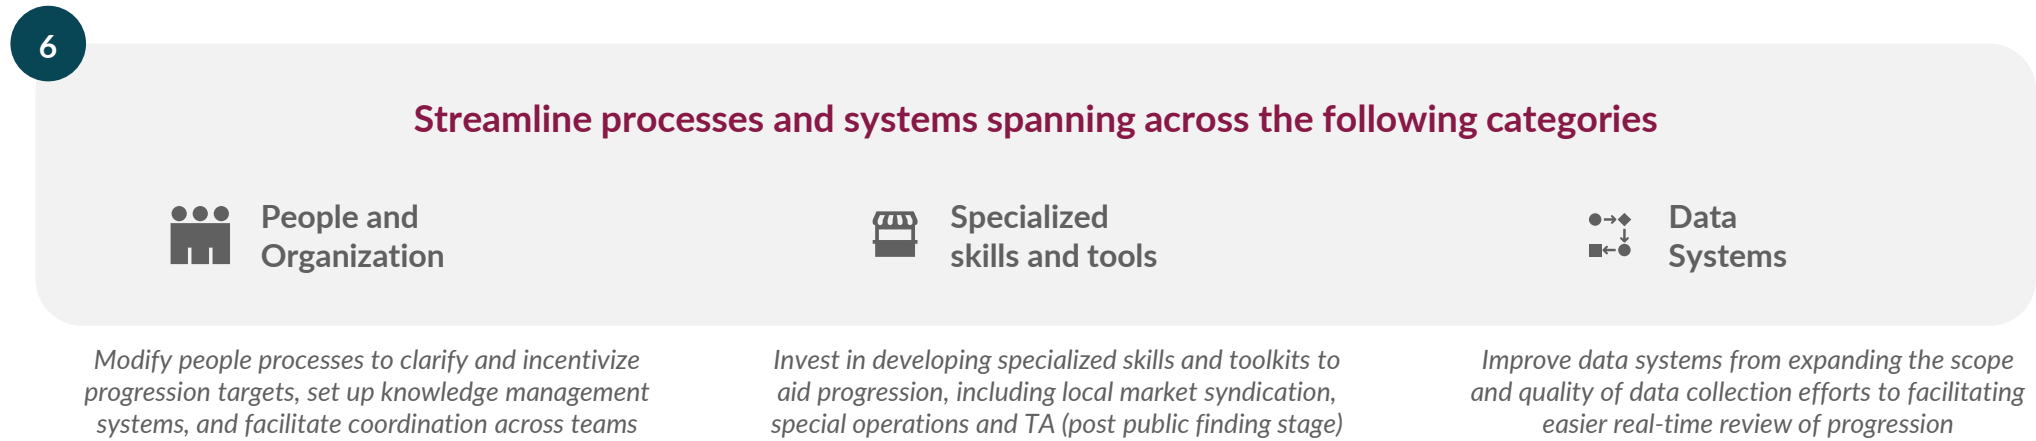 6
Streamline processes and systems spanning across the following categories
People and
Organization
Modify people processes to clarify and incentivize
progression targets, set up knowledge management
systems, and facilitate coordination across teams
Specialized
skills and tools
Invest in developing specialized skills and toolkits to
aid progression, including local market syndication,
special operations and TA (post public finding stage)
Data
Systems
Improve data systems from expanding the scope
and quality of data collection efforts to facilitating
easier real-time review of progression